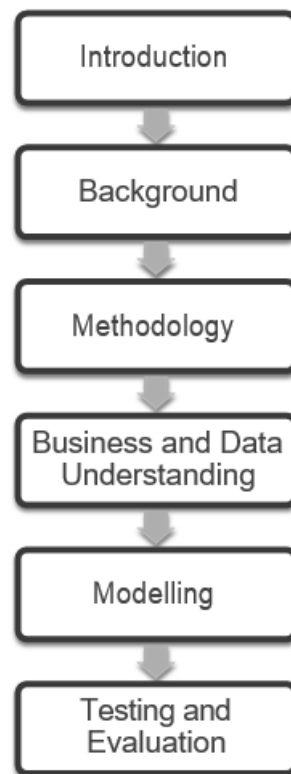 Introduction
Background
Methodology
Business and Data
Understanding
Modelling
Testing and
Evaluation